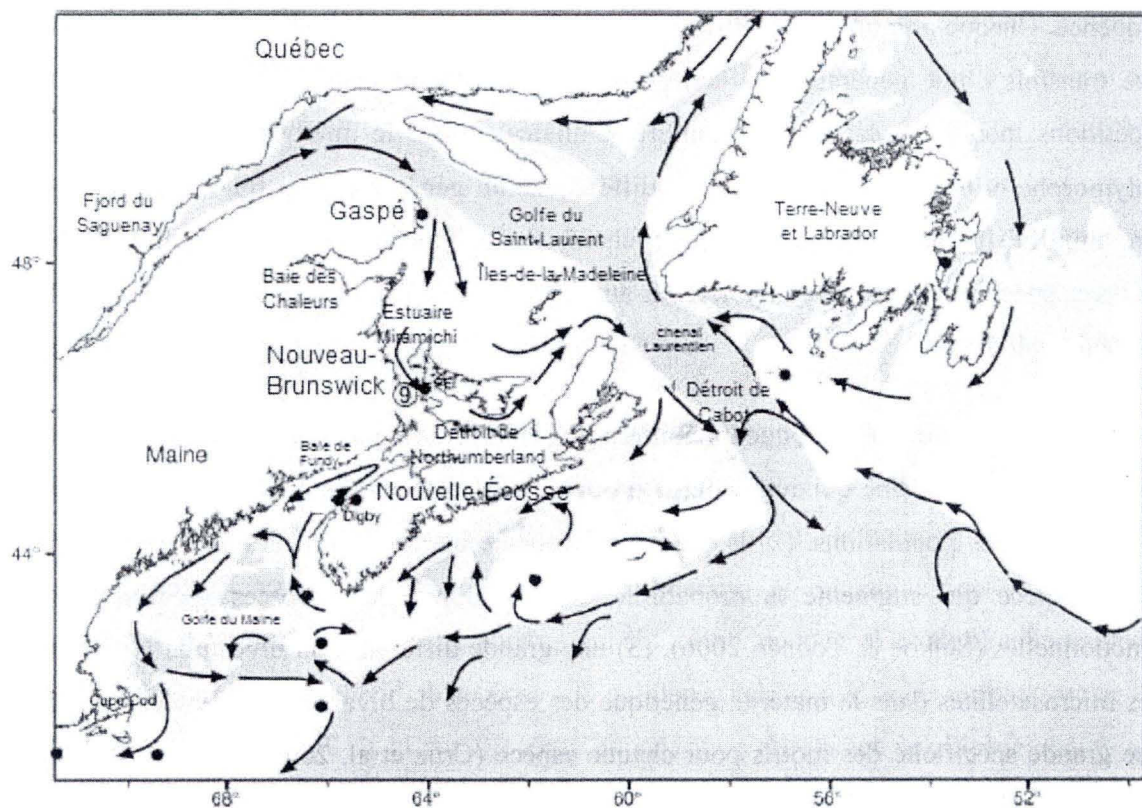 Québec
Fjord du
Saguenay
Gaspé
Golfe du
Saint-Laurent
Terre-Neuve
et Labrador
48°
Baie des
Chaleurs
Îles-de-la-Madeleine
Estuaire
Miramichi
chenal
Laurentien
Nouveau-
Brunswick
9
Détroit de
Cabot
Maine
Baie de
Fundy
Détroit de
Northumberland
Nouvelle-Écosse
Digby
44°
Golfe du Maine
Cape Cod
68°
64°
60°
56°
52°